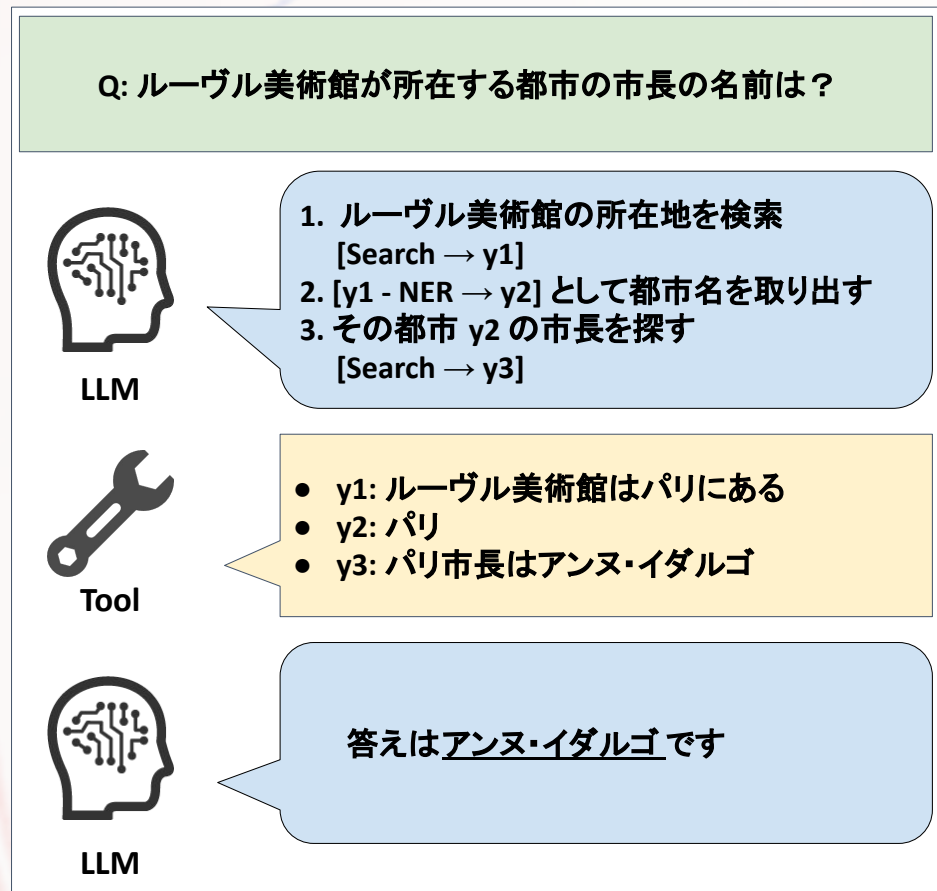 Q: ルーヴル美術館が所在する都市の市長の名前は？
1. ルーヴル美術館の所在地を検索
[Search → y1]
2. [y1 - NER → y2] として都市名を取り出す
3. その都市 y2 の市長を探す
[Search → y3]
LLM
● y1: ルーヴル美術館はパリにある
● y2: パリ
● y3: パリ市長はアンヌ・イダルゴ
Tool
答えはアンヌ・イダルゴ です
LLM